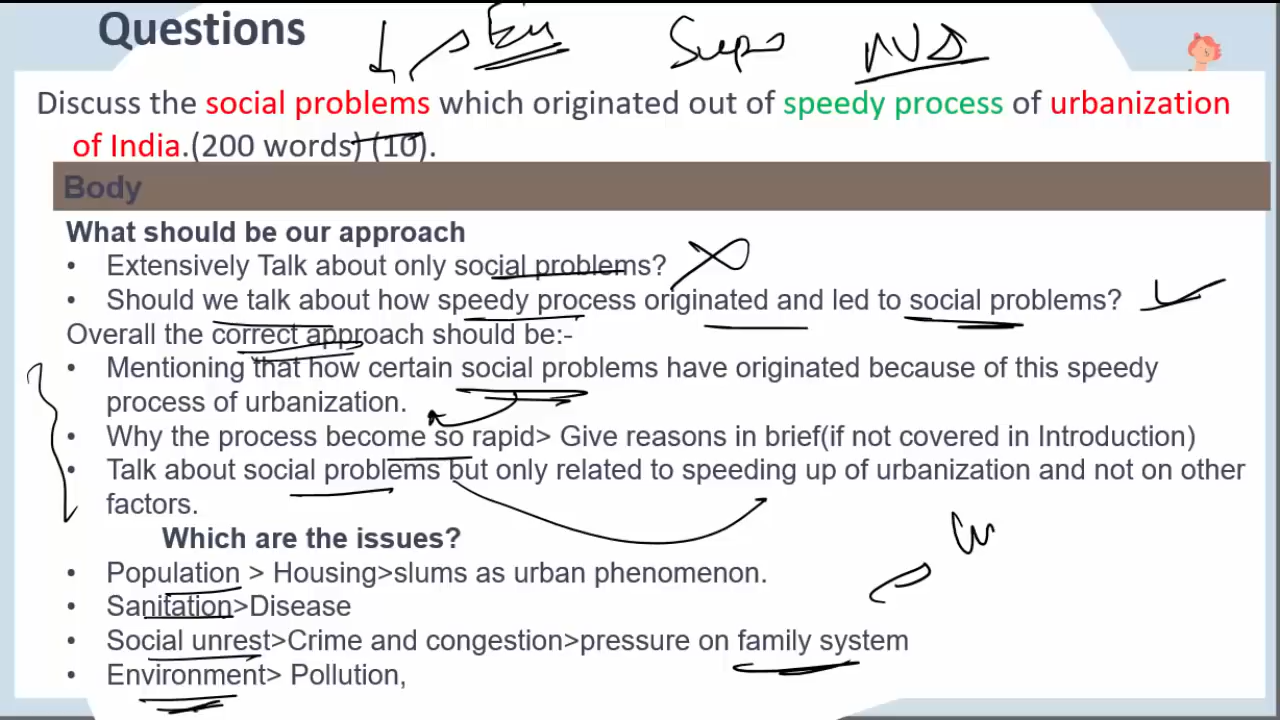 Questions
Discuss the social problems which originated out of speedy process of urbanization
of India.(200 words) (10).
Body
What should be our approach
• Extensively Talk about only social problems?
• Should we talk about how speedy process originated and led to social problems?
Overall the correct approach should be:-
• Mentioning that how certain social problems have originated because of this speedy
process of urbanization.
• Why the process become so rapid> Give reasons in brief(if not covered in Introduction)
• Talk about social problems but only related to speeding up of urbanization and not on other
factors.
Which are the issues?
• Population > Housing>slums as urban phenomenon.
• Sanitation>Disease
• Social unrest>Crime and congestion>pressure on family system
• Environment> Pollution,